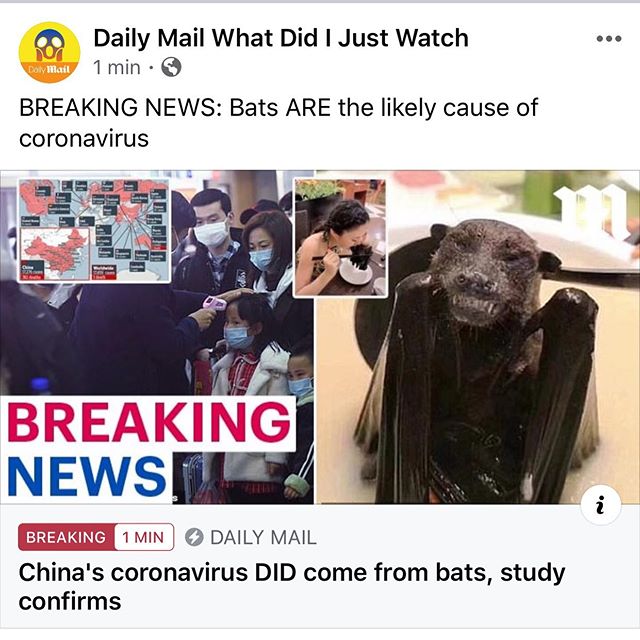 Daily Mail What Did I Just Watch
Daily Mail
1 min ·
BREAKING NEWS: Bats ARE the likely cause of
coronavirus
China
Worldwide
BREAKING
NEWS
BREAKING 1 MIN DAILY MAIL
China's coronavirus DID come from bats, study
confirms